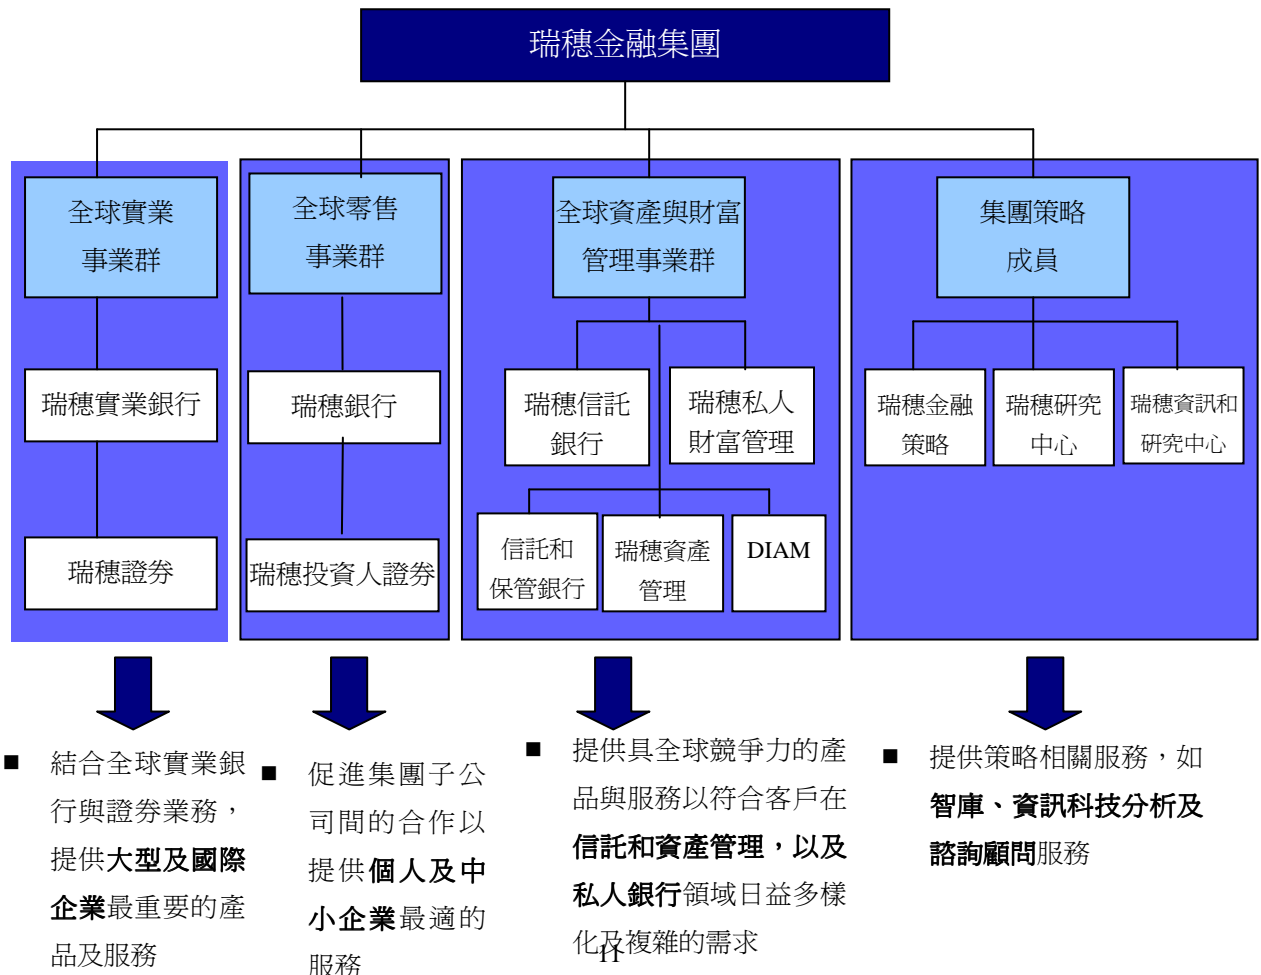 瑞穗金融集團
全球實業
事業群
全球零售
事業群
全球資產與財富
管理事業群
集團策略
成員
瑞穗實業銀行
瑞穗銀行
瑞穗信託
銀行
瑞穗私人
財富管理
瑞穗金融
策略
瑞穗研究
中心
瑞穗資訊和
研究中心
瑞穗證券
瑞穗投資人證券
信託和
保管銀行
瑞穗資產
管理
DIAM
■ 結合全球實業銀
行與證券業務，
提供大型及國際
企業最重要的產
品及服務
■ 促進集團子公
司間的合作以
提供個人及中
小企業最適的
服務
■ 提供具全球競爭力的產
品與服務以符合客戶在
信託和資產管理，以及
私人銀行領域日益多樣
化及複雜的需求
■ 提供策略相關服務，如
智庫、資訊科技分析及
諮詢顧問服務
11